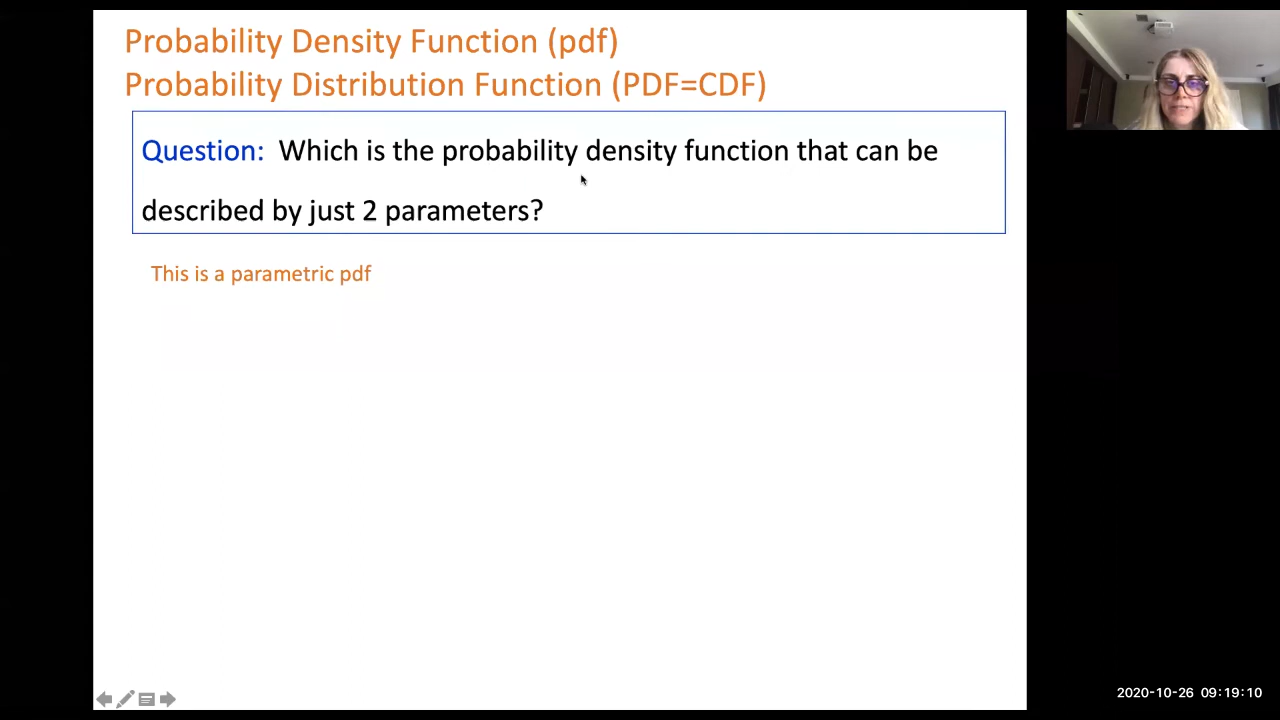 Probability Density Function (pdf)
Probability Distribution Function (PDF=CDF)
Question: Which is the probability density function that can be
described by just 2 parameters?
This is a parametric pdf
2020-10-26 09:19:10